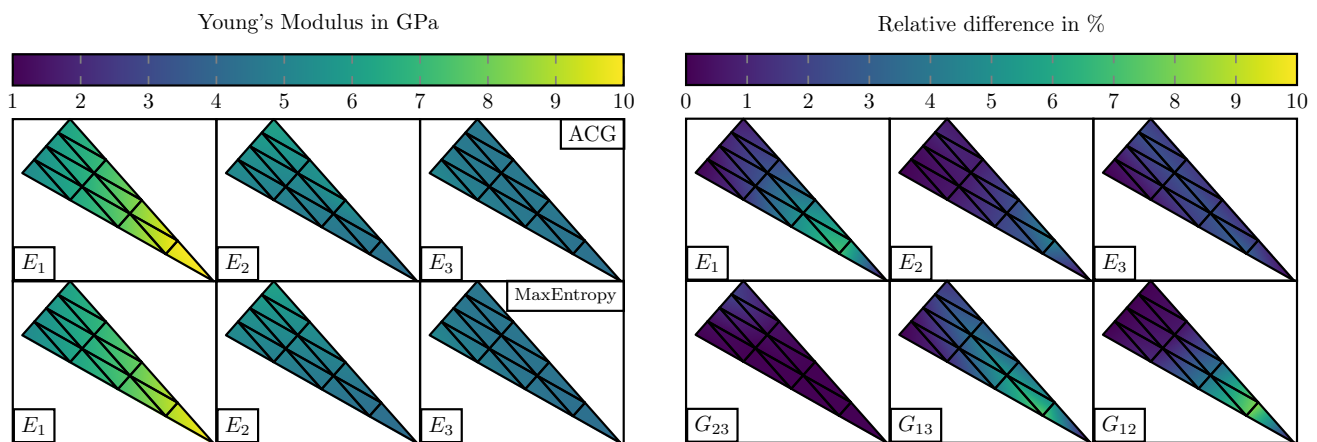 Young's Modulus in GPa
1 2 3 4 5 6 7 8 9 10
ACG
E1 E2 E3
MaxEntropy
E1 E2 E3
Relative difference in %
0 1 2 3 4 5 6 7 8 9 10
E1 E2 E3
G23 G13 G12